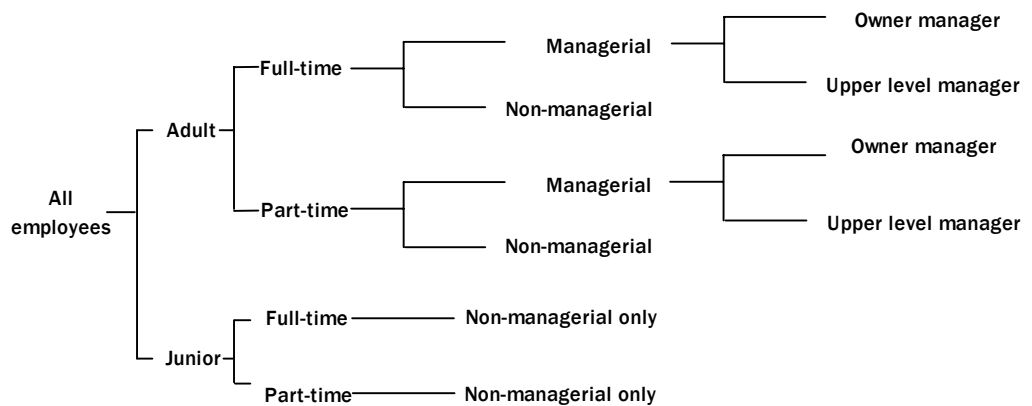 Owner manager
Managerial
Full-time
Upper level manager
Non-managerial
Adult
Owner manager
Managerial
All
employees
Part-time
Upper level manager
Non-managerial
Full-time
Non-managerial only
Junior
Part-time
Non-managerial only